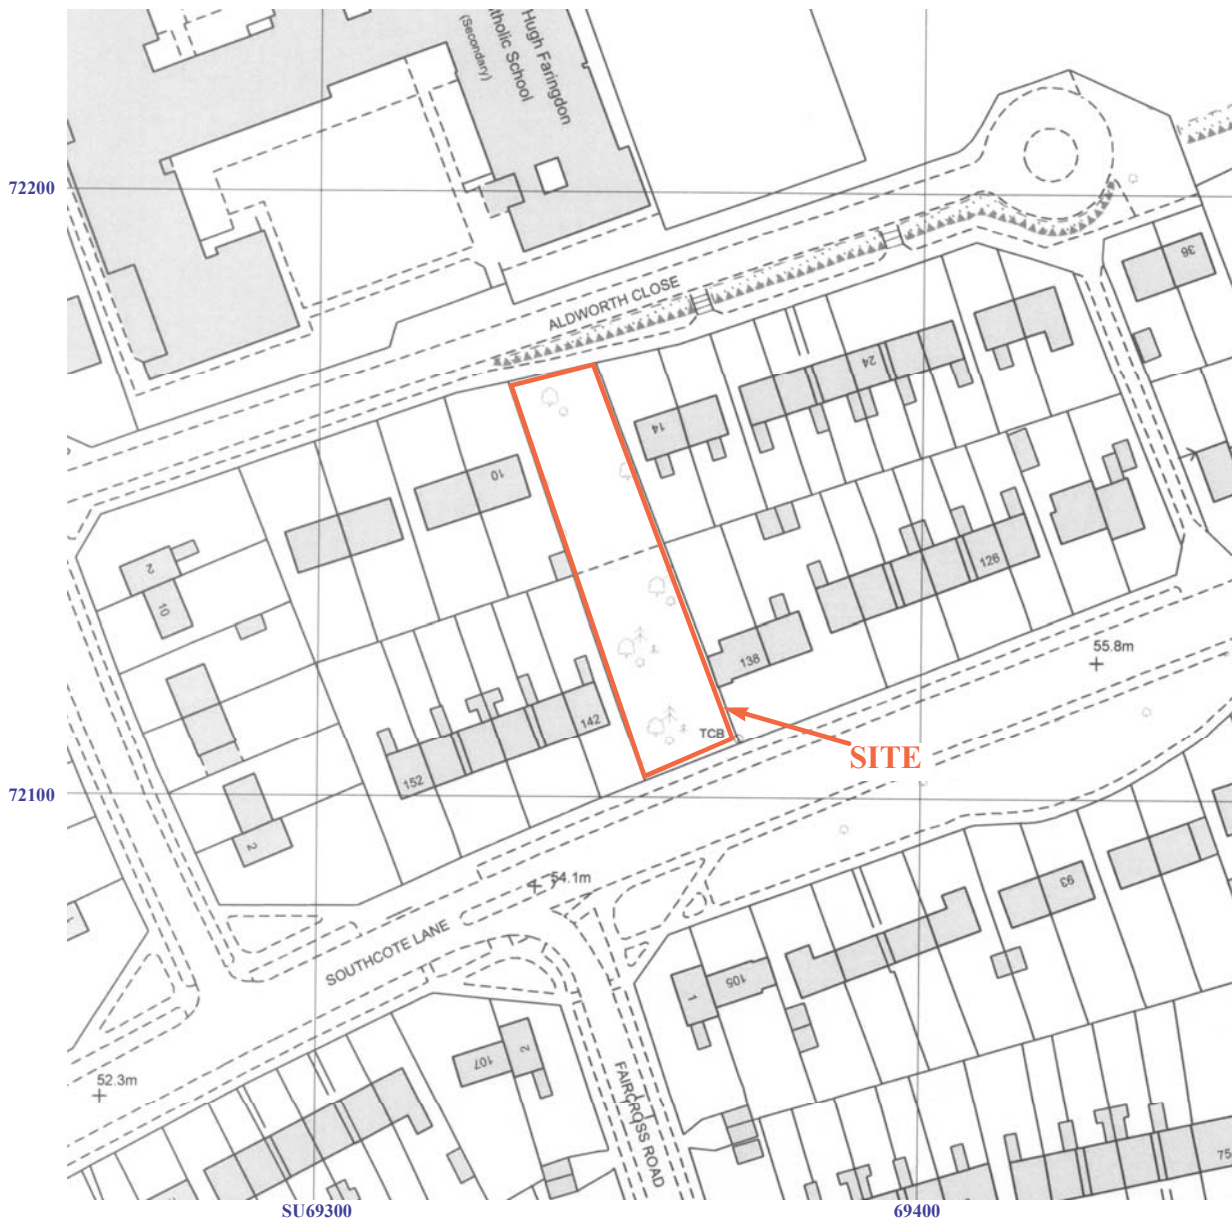 Hugh Faringdon
tholic School
(Secondary)
72200
ALDWORTH CLOSE
36
24
14
10
2
10
126
138
55.8m
142
TCB
SITE
152
72100
2
54.1m
93
SOUTHCOTE LANE
105
1
107
2
52.3m
FAIRCROSS ROAD
75
SU69300
69400